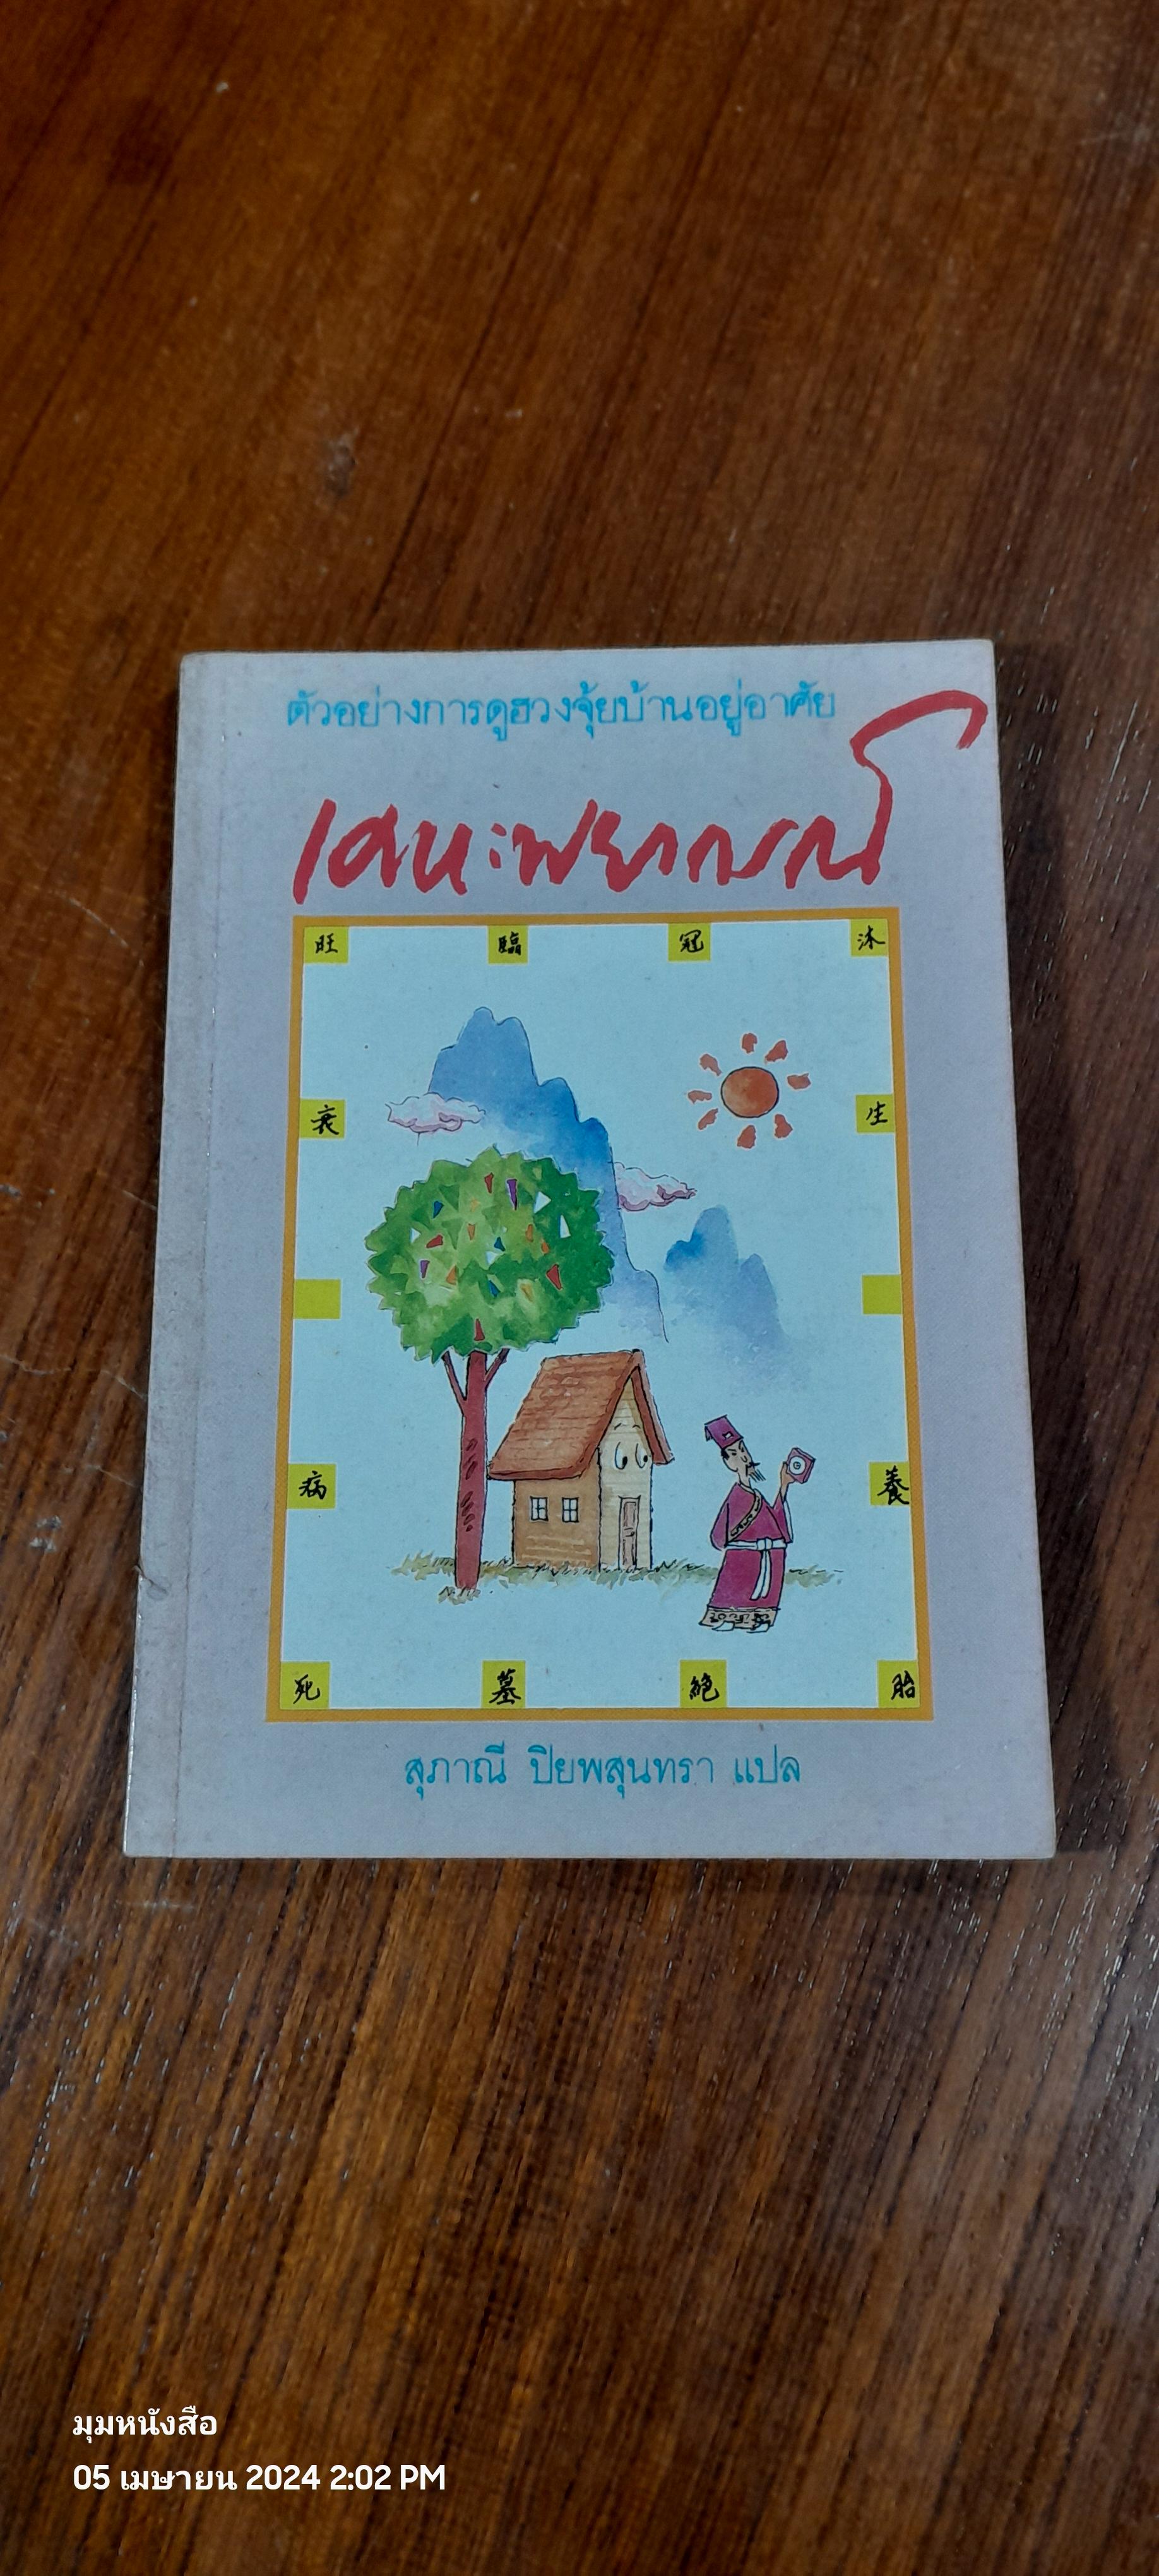 ตัวอย่างการดูฮวงจุ้ยบ้านอยู่อาศัย
เคหะพยากรณ์
旺 臨 冠 沐
衰 生
病 養
死 墓 絕 胎
สุภาณี ปิยพสุนทรา แปล
มุมหนังสือ
05 เมษายน 2024 2:02 PM